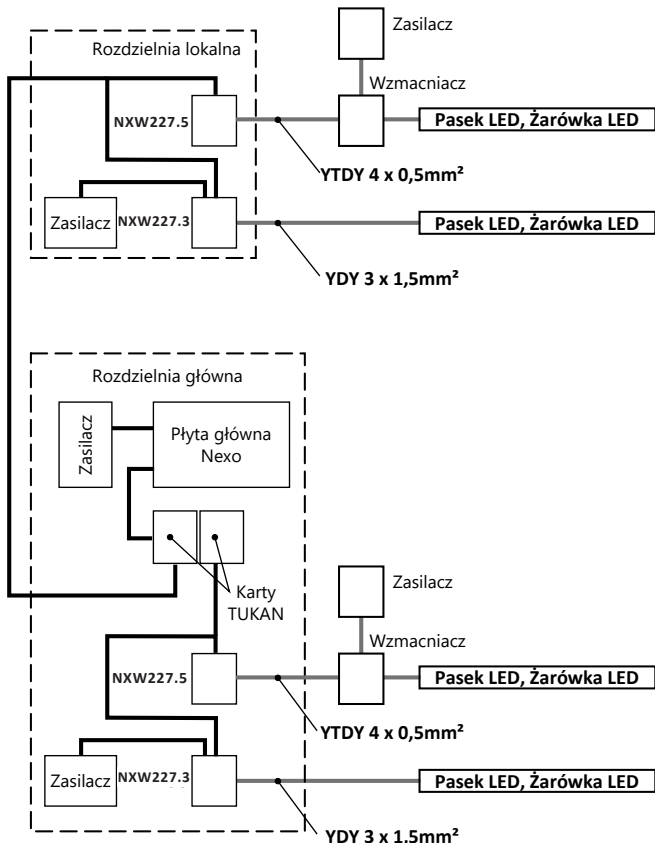 Zasilacz
Rozdzielnia lokalna
Wzmacniacz
NXW227.5
Pasek LED, Żarówka LED
YTDY 4 x 0,5mm²
Zasilacz
NXW227.3
Pasek LED, Żarówka LED
YDY 3 x 1,5mm²
Rozdzielnia główna
Zasilacz
Płyta główna
Nexo
Karty
TUKAN
Zasilacz
Wzmacniacz
NXW227.5
Pasek LED, Żarówka LED
YTDY 4 x 0,5mm²
Zasilacz
NXW227.3
Pasek LED, Żarówka LED
YDY 3 x 1,5mm²